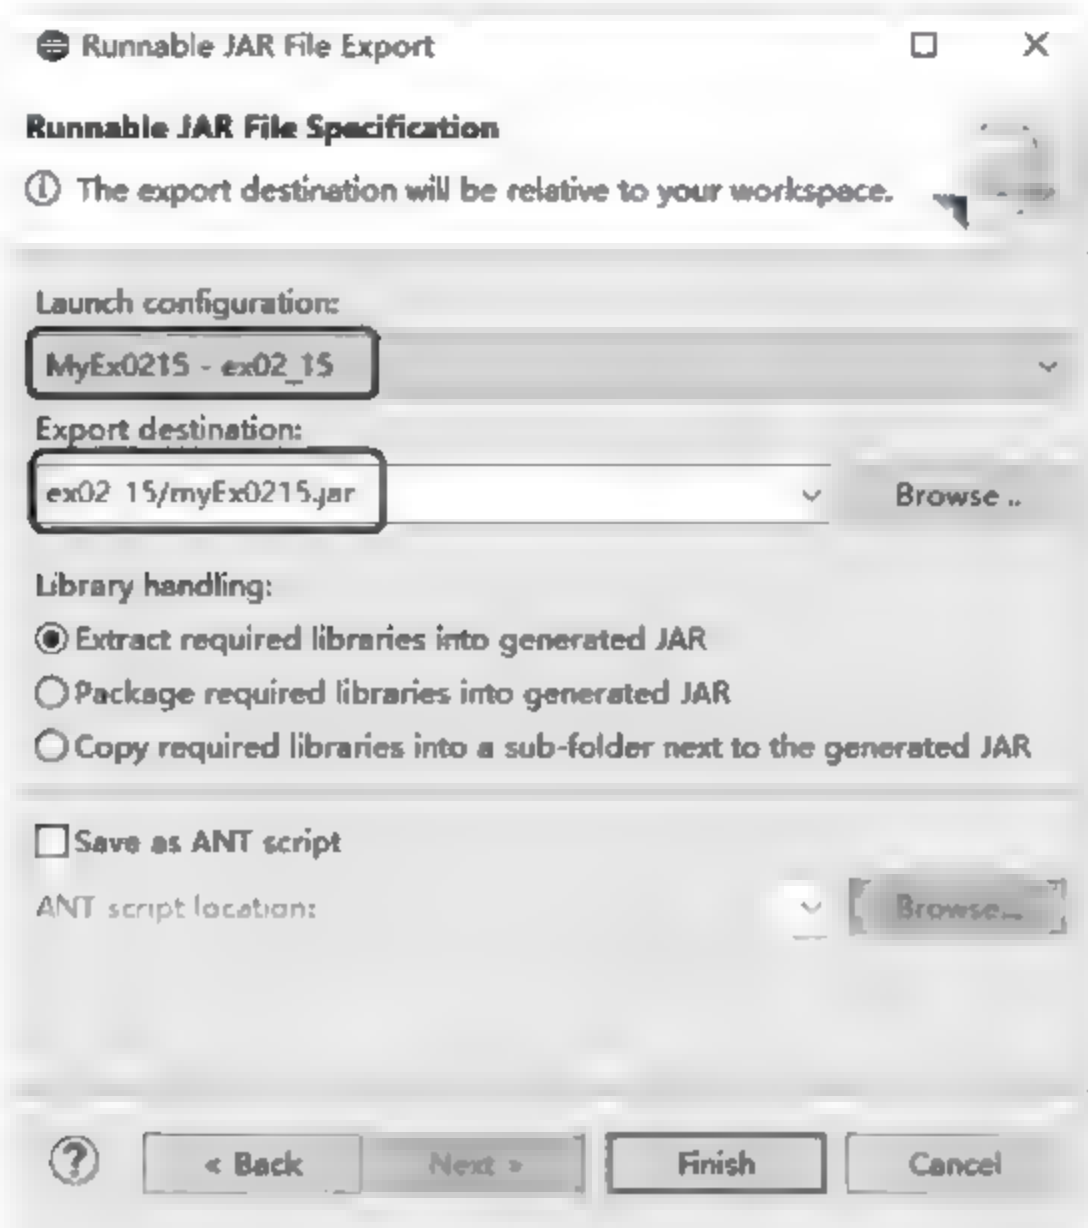 Runnable JAR File Export
Runnable JAR File Specification
The export destination will be relative to your workspace.
Launch configuration:
MyEx0215 - ex02_15
Export destination:
ex02 15/myEx0215.jar
Browse ..
Library handling:
Extract required libraries into generated JAR
Package required libraries into generated JAR
Copy required libraries into a sub-folder next to the generated JAR
Save as ANT script
ANT script location:
Browse...
< Back
Next >
Finish
Cancel